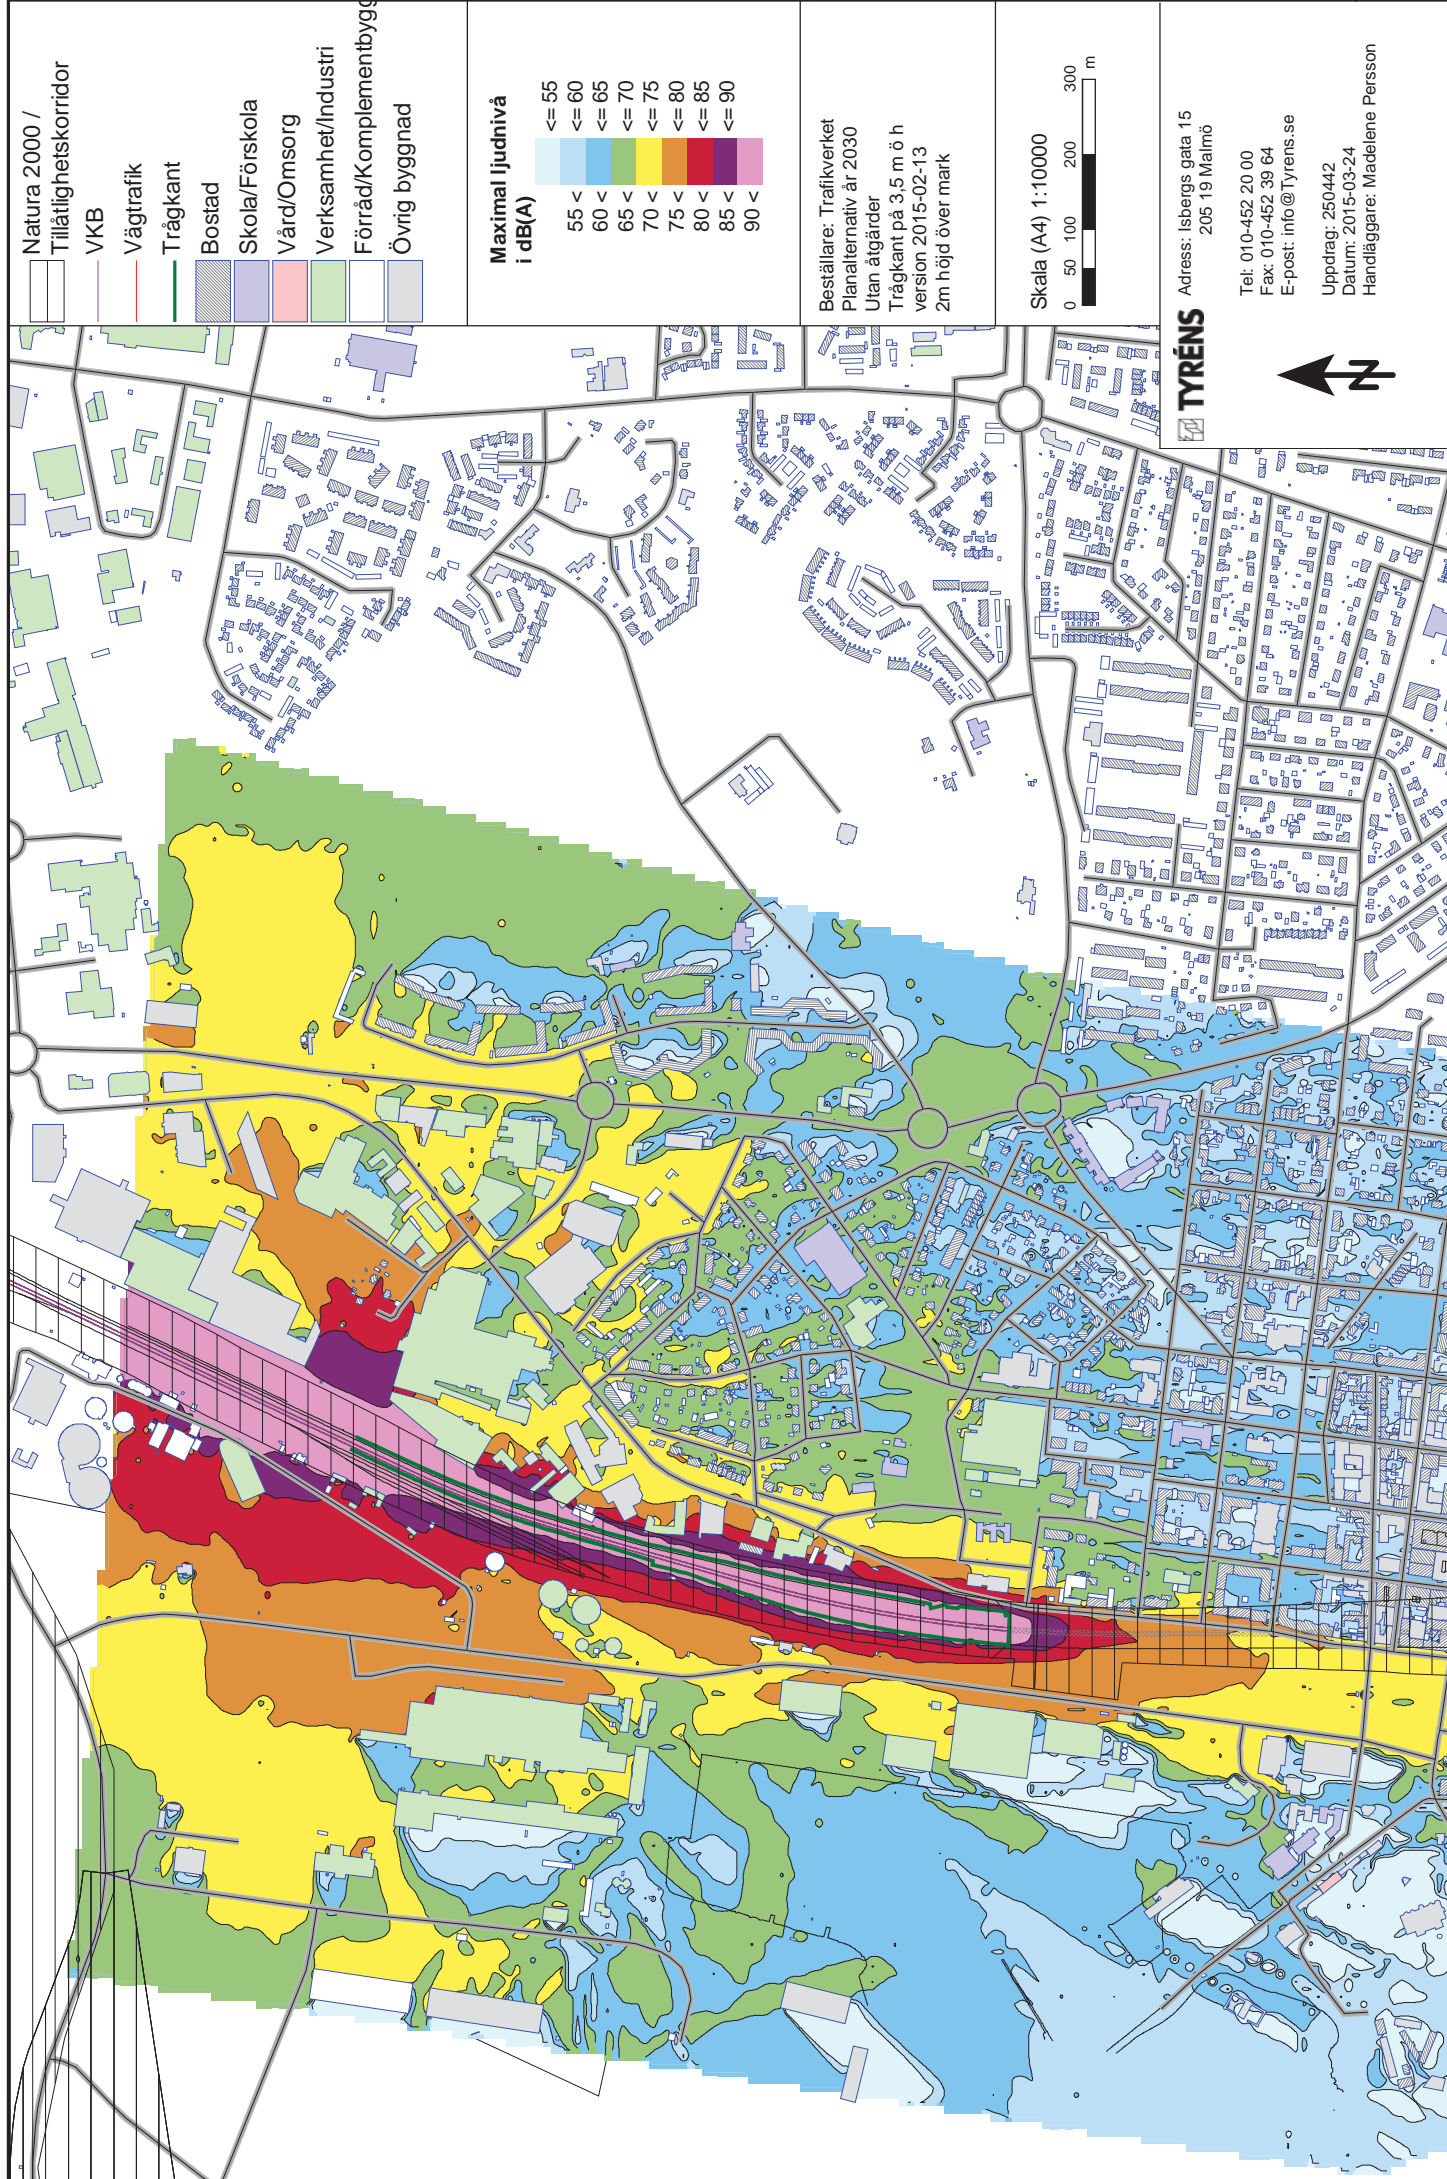 Natura 2000 /
Tillåtlighetskorridor
VKB
Vägtrafik
Trågkant
Bostad
Skola/Förskola
Vård/Omsorg
Verksamhet/Industri
Förråd/Komplementbygg
Övrig byggnad
Maximal ljudnivå
i dB(A)
<= 55
55 < <= 60
60 < <= 65
65 < <= 70
70 < <= 75
75 < <= 80
80 < <= 85
85 < <= 90
90 <
Beställare: Trafikverket
Planalternativ år 2030
Utan åtgärder
Trågkant på 3,5 m ö h
version 2015-02-13
2m höjd över mark
Skala (A4) 1:10000
0 50 100 200 300
m
TYRÉNS
Adress: Isbergs gata 15
205 19 Malmö
Tel: 010-452 20 00
Fax: 010-452 39 64
E-post: info@Tyrens.se
Uppdrag: 250442
Datum: 2015-03-24
Handläggare: Madelene Persson
N